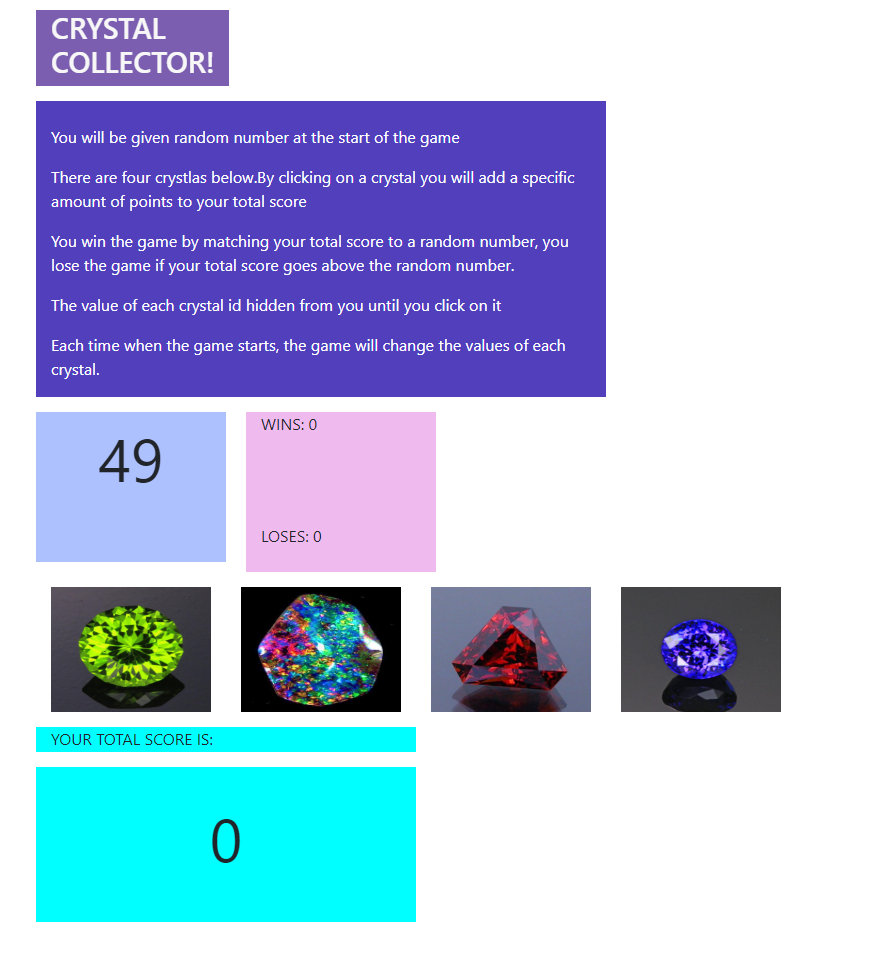 CRYSTAL
COLLECTOR!
You will be given random number at the start of the game
There are four crystlas below.By clicking on a crystal you will add a specific
amount of points to your total score
You win the game by matching your total score to a random number, you
lose the game if your total score goes above the random number.
The value of each crystal id hidden from you until you click on it
Each time when the game starts, the game will change the values of each
crystal.
49
WINS: 0
LOSES: 0
YOUR TOTAL SCORE IS:
0